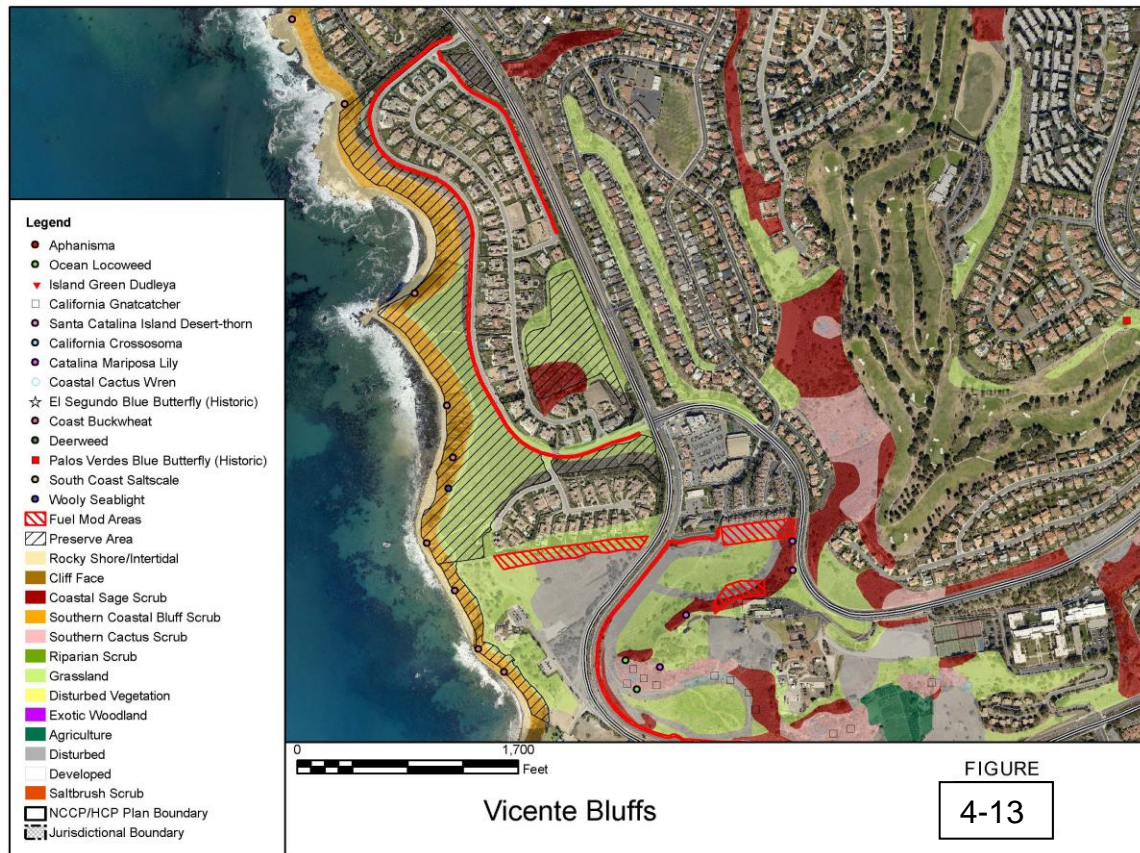 Legend
Aphanisma
Ocean Locoweed
Island Green Dudleya
California Gnatcatcher
Santa Catalina Island Desert-thorn
California Crossosoma
Catalina Mariposa Lily
Coastal Cactus Wren
El Segundo Blue Butterfly (Historic)
Coast Buckwheat
Deerweed
Palos Verdes Blue Butterfly (Historic)
South Coast Saltscale
Wooly Seablight
Fuel Mod Areas
Preserve Area
Rocky Shore/Intertidal
Cliff Face
Coastal Sage Scrub
Southern Coastal Bluff Scrub
Southern Cactus Scrub
Riparian Scrub
Grassland
Disturbed Vegetation
Exotic Woodland
Agriculture
Disturbed
Developed
Saltbrush Scrub
NCCP/HCP Plan Boundary
Jurisdictional Boundary
0 1,700
Feet
Vicente Bluffs
FIGURE
4-13